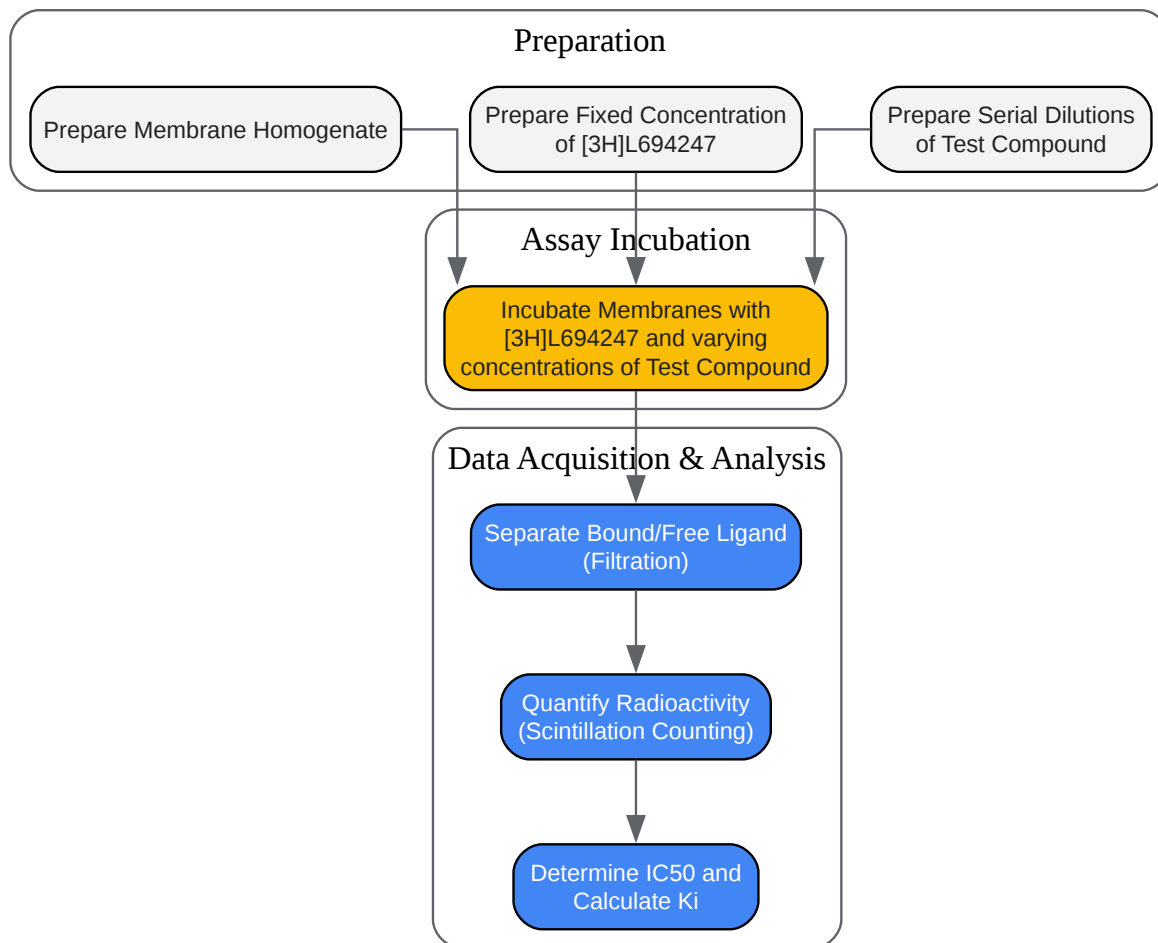 Preparation
Prepare Membrane Homogenate
Prepare Fixed Concentration
of [3H]L694247
Prepare Serial Dilutions
of Test Compound
Assay Incubation
Incubate Membranes with
[3H]L694247 and varying
concentrations of Test Compound
Data Acquisition & Analysis
Separate Bound/Free Ligand
(Filtration)
Quantify Radioactivity
(Scintillation Counting)
Determine IC50 and
Calculate Ki